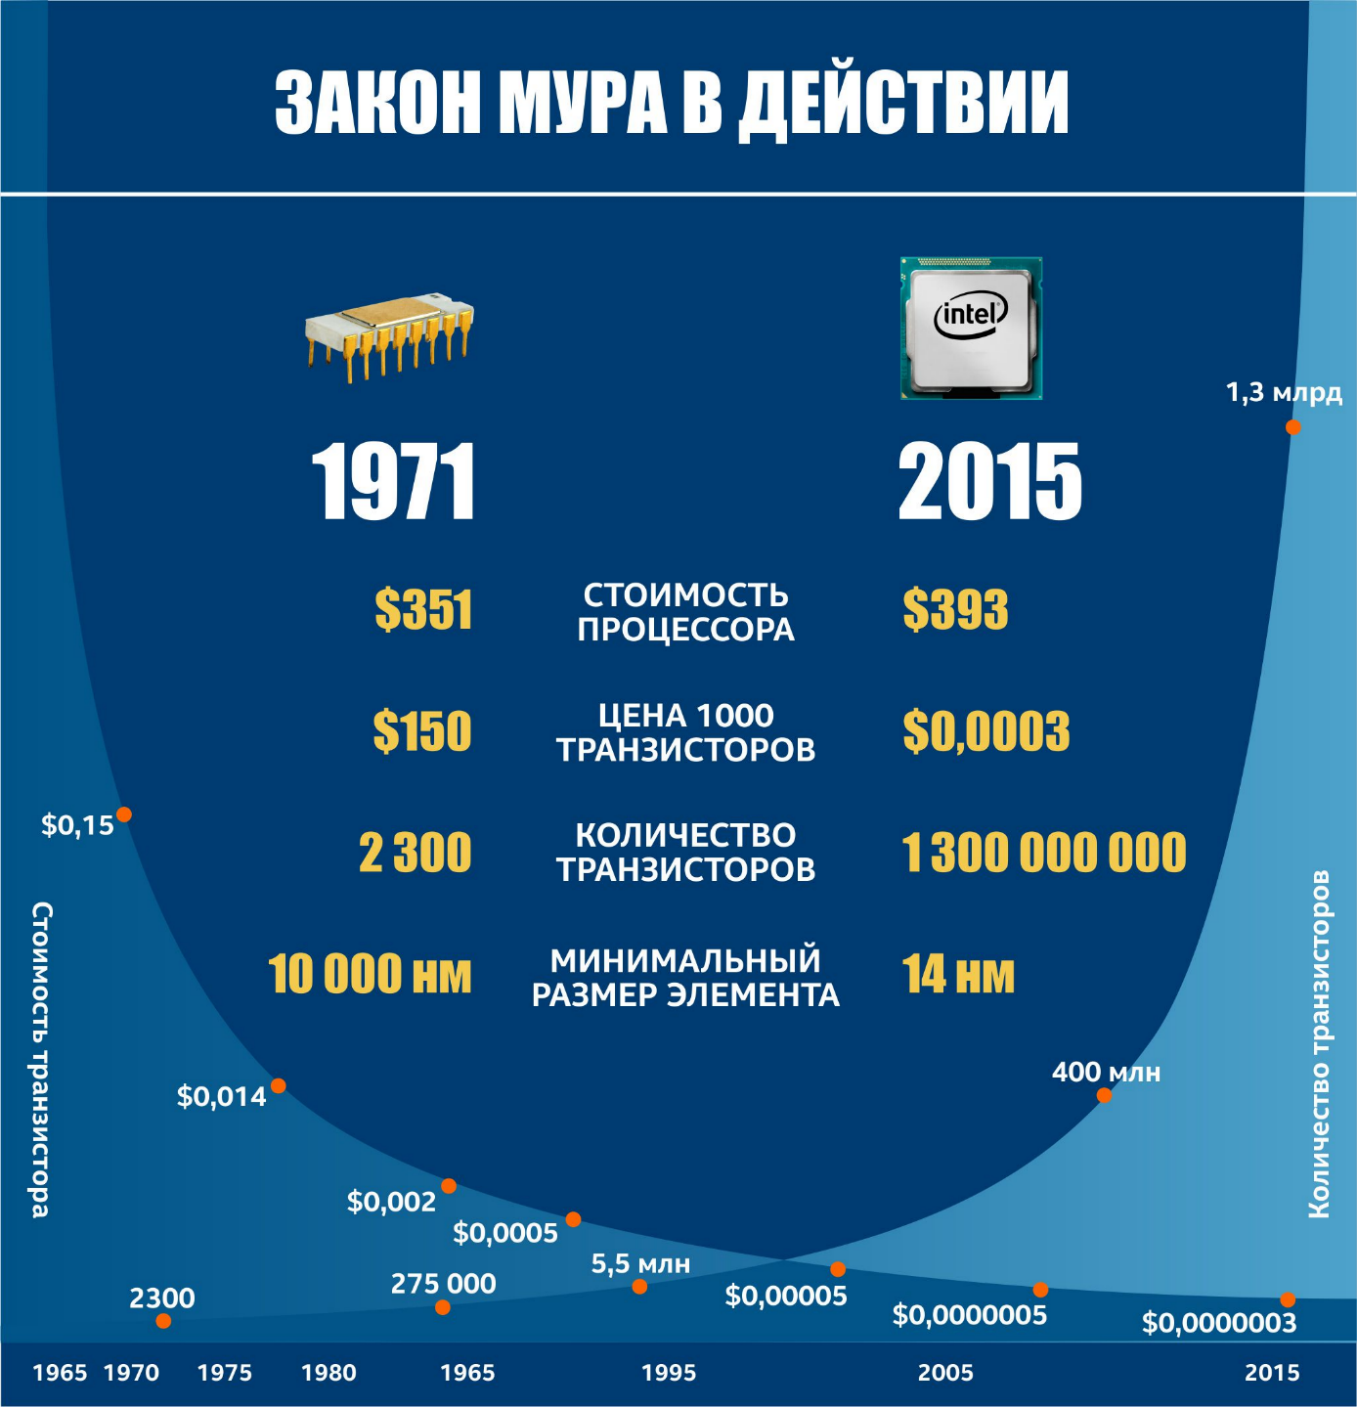 ЗАКОН МУРА В ДЕЙСТВИИ
intel
1971
2015
$351
СТОИМОСТЬ
ПРОЦЕССОРА
$393
$150
ЦЕНА 1000
ТРАНЗИСТОРОВ
$0,0003
2 300
КОЛИЧЕСТВО
ТРАНЗИСТОРОВ
1 300 000 000
10 000 нм
МИНИМАЛЬНЫЙ
РАЗМЕР ЭЛЕМЕНТА
14 нм
Стоимость транзистора
$0,15
$0,014
$0,002
$0,0005
$0,00005
$0,0000005
$0,0000003
2300
275 000
5,5 млн
400 млн
1,3 млрд
Количество транзисторов
1965 1970 1975 1980 1965 1995 2005 2015